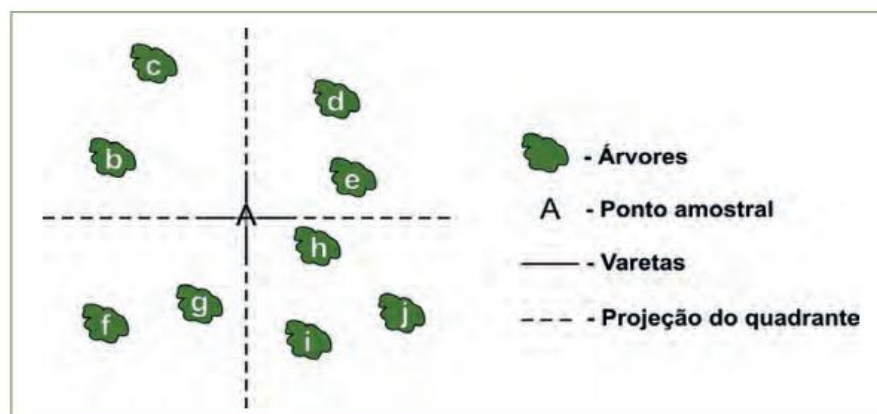 c
d
b
e
A
h
g
f
i
j
- Árvores
A - Ponto amostral
- Varetas
- Projeção do quadrante